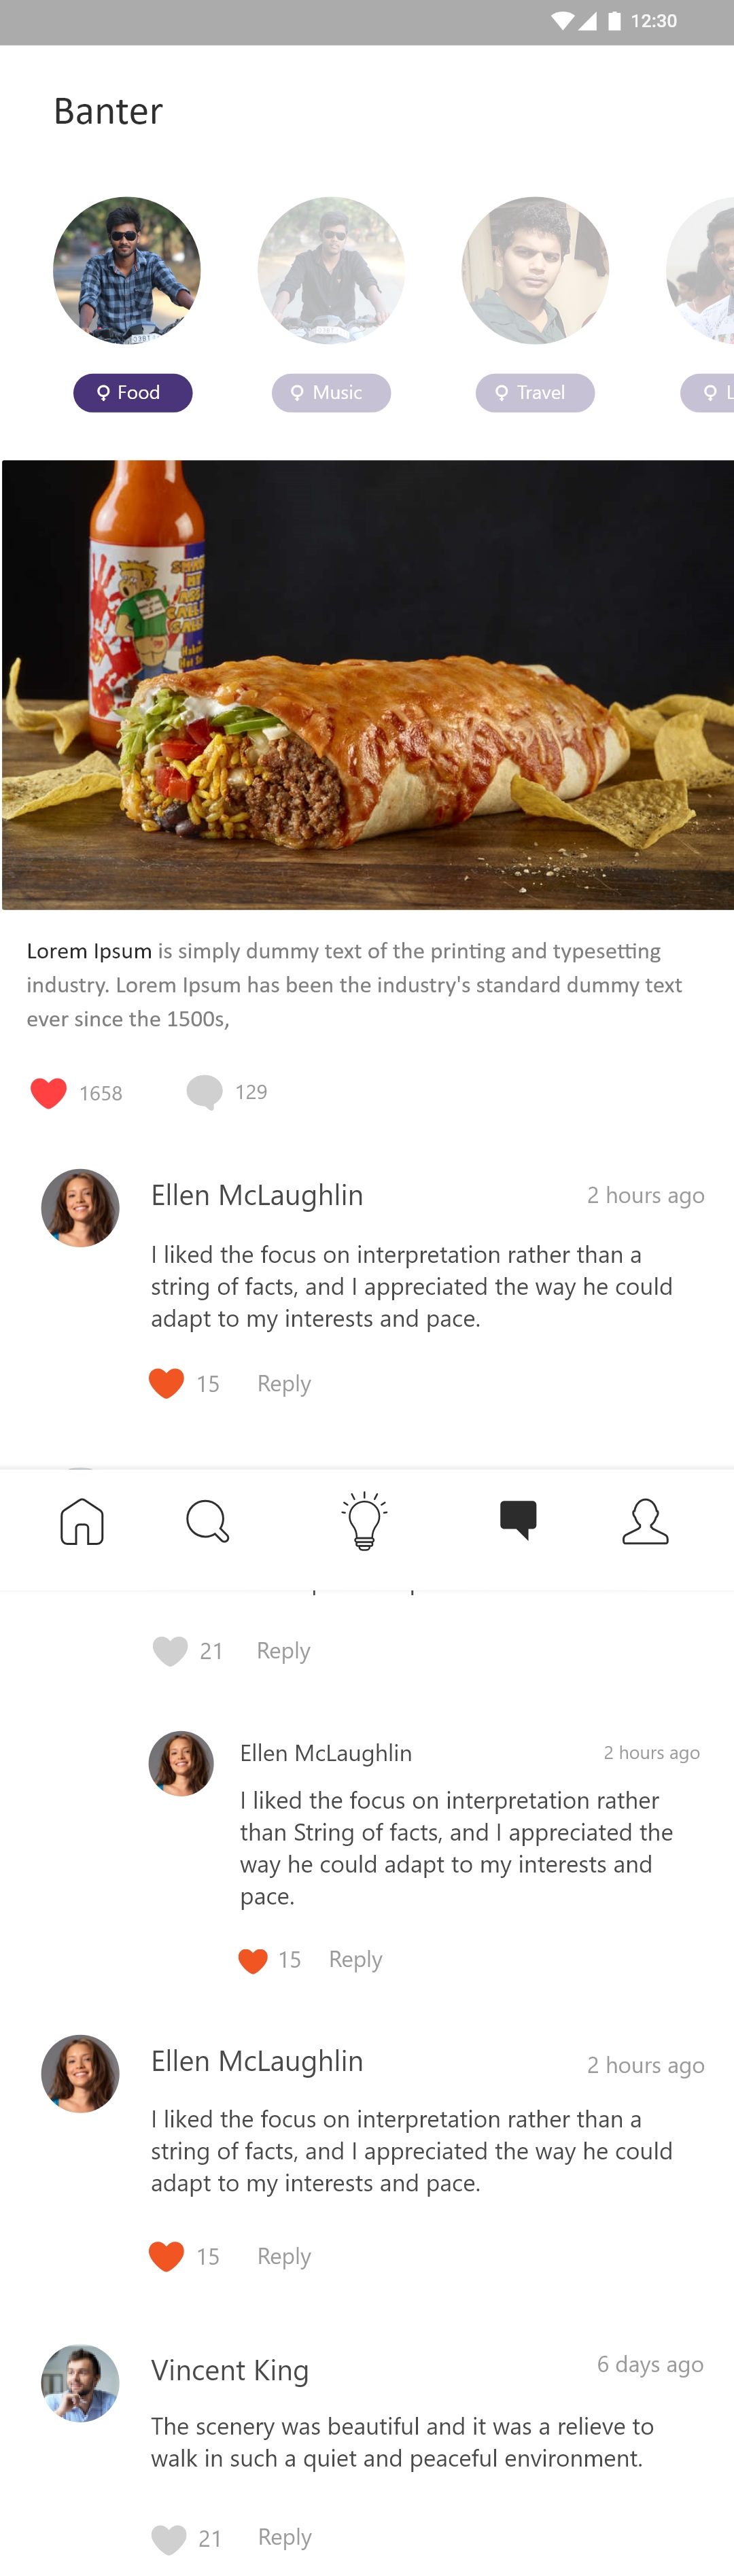 12:30
Banter
Food
Music
Travel
L
Lorem Ipsum is simply dummy text of the printing and typesetting
industry. Lorem Ipsum has been the industry's standard dummy text
ever since the 1500s,
1658
129
Ellen McLaughlin
2 hours ago
I liked the focus on interpretation rather than a
string of facts, and I appreciated the way he could
adapt to my interests and pace.
15
Reply
21
Reply
Ellen McLaughlin
2 hours ago
I liked the focus on interpretation rather
than String of facts, and I appreciated the
way he could adapt to my interests and
pace.
15
Reply
Ellen McLaughlin
2 hours ago
I liked the focus on interpretation rather than a
string of facts, and I appreciated the way he could
adapt to my interests and pace.
15
Reply
Vincent King
6 days ago
The scenery was beautiful and it was a relieve to
walk in such a quiet and peaceful environment.
21
Reply